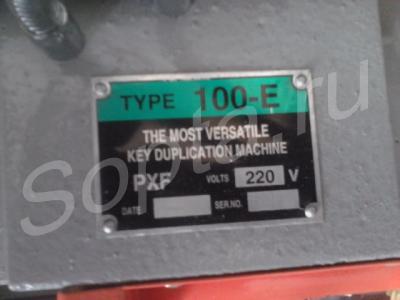 TYPE 100-E
THE MOST VERSATILE
KEY DUPLICATION MACHINE
PXF VOLTS 220 V
DATE SER.NO.
Sopta.ru